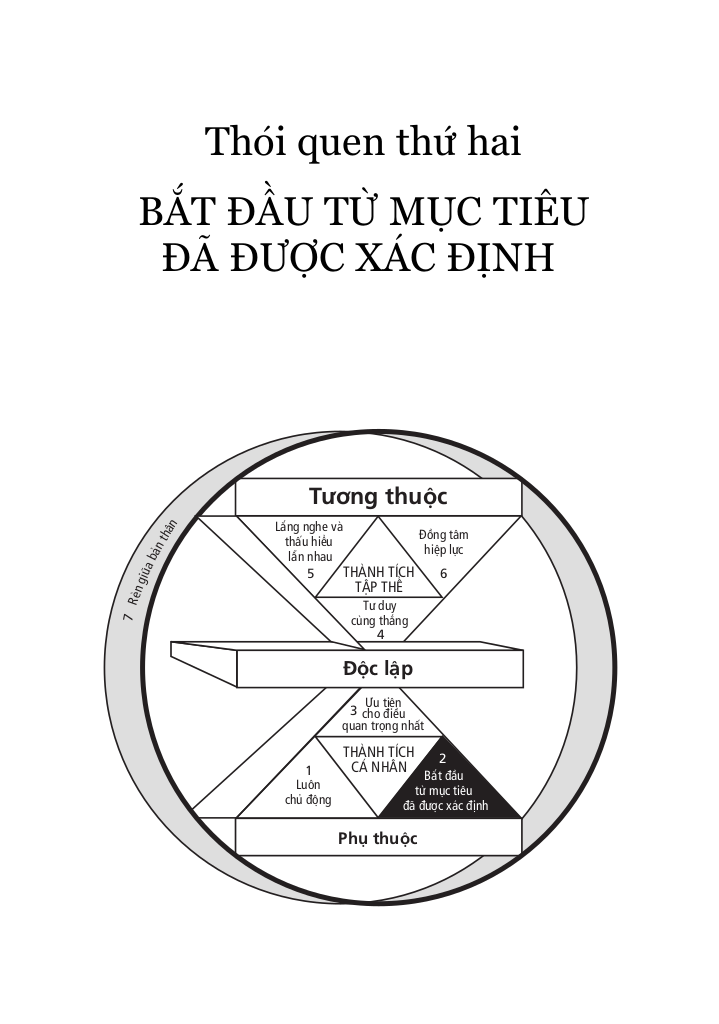 Thói quen thứ hai
BẮT ĐẦU TỪ MỤC TIÊU
ĐÃ ĐƯỢC XÁC ĐỊNH
Tương thuộc
Lắng nghe và
thấu hiểu
lẫn nhau
5
Đồng tâm
hiệp lực
6
THÀNH TÍCH
TẬP THỂ
Tư duy
cùng thắng
4
7 Rèn giũa bản thân
Độc lập
3
Ưu tiên
cho điều
quan trọng nhất
THÀNH TÍCH
CÁ NHÂN
1
Luôn
chủ động
2
Bắt đầu
từ mục tiêu
đã được xác định
Phụ thuộc